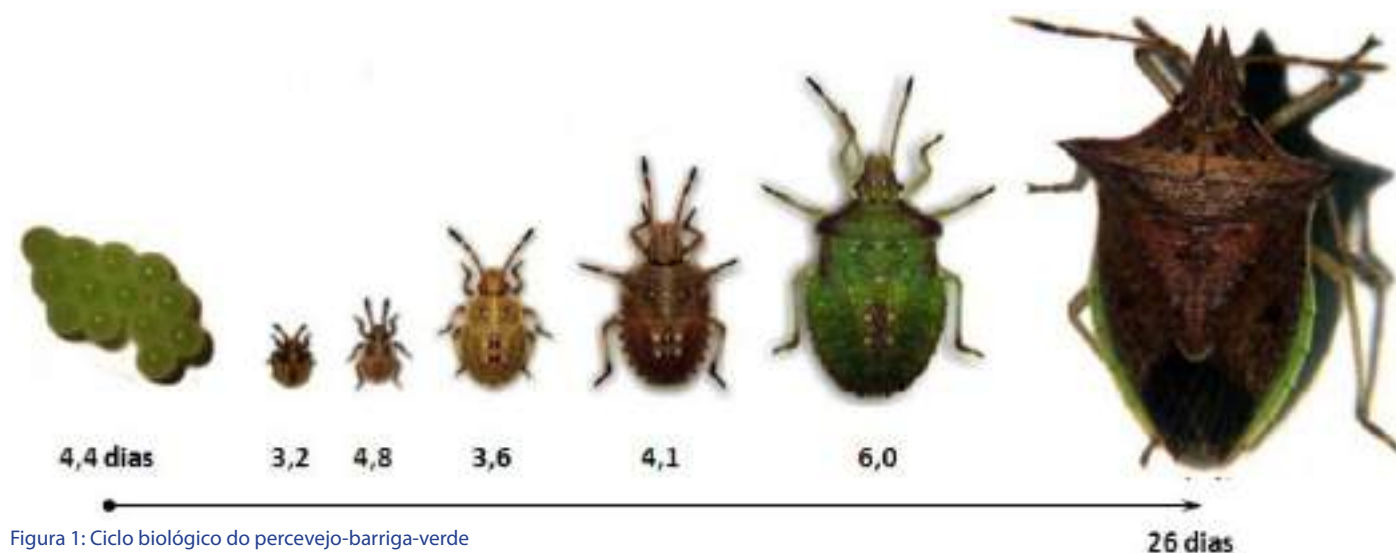 4,4 dias 3,2 4,8 3,6 4,1 6,0
26 dias
Figura 1: Ciclo biológico do percevejo-barriga-verde